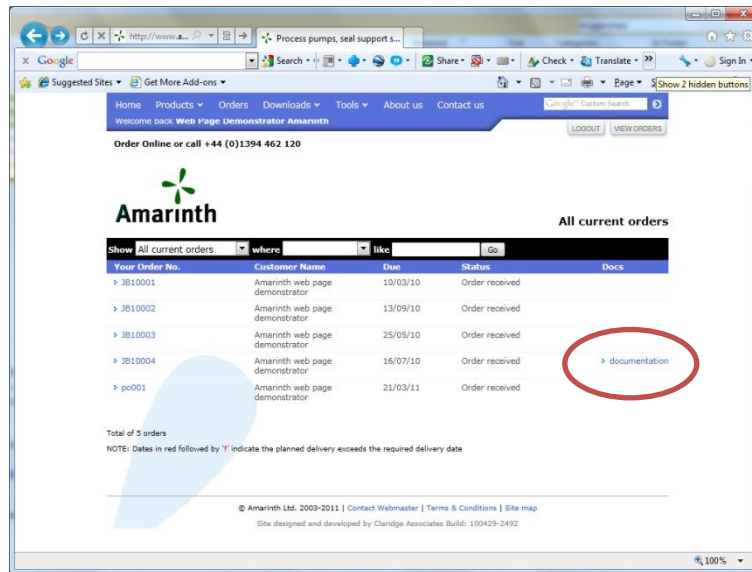 http://www.a...
Process pumps, seal support s...
x Google
Search
Share
Check
Translate
»
Sign In
Suggested Sites
Get More Add-ons
Page
Show 2 hidden buttons
Home Products Orders Downloads Tools About us Contact us
Google™ Custom Search
Welcome back Web Page Demonstrator Amarinth
LOGOUT VIEW ORDERS
Order Online or call +44 (0)1394 462 120
Amarinth
All current orders
Show All current orders where like Go
Your Order No. Customer Name Due Status Docs
JB10001 Amarinth web page demonstrator 10/03/10 Order received
JB10002 Amarinth web page demonstrator 13/09/10 Order received
JB10003 Amarinth web page demonstrator 25/05/10 Order received
JB10004 Amarinth web page demonstrator 16/07/10 Order received documentation
po001 Amarinth web page demonstrator 21/03/11 Order received
Total of 5 orders
NOTE: Dates in red followed by '!' indicate the planned delivery exceeds the required delivery date
© Amarinth Ltd. 2003-2011 | Contact Webmaster | Terms & Conditions | Site map
Site designed and developed by Claridge Associates Build: 100429-2492
100%